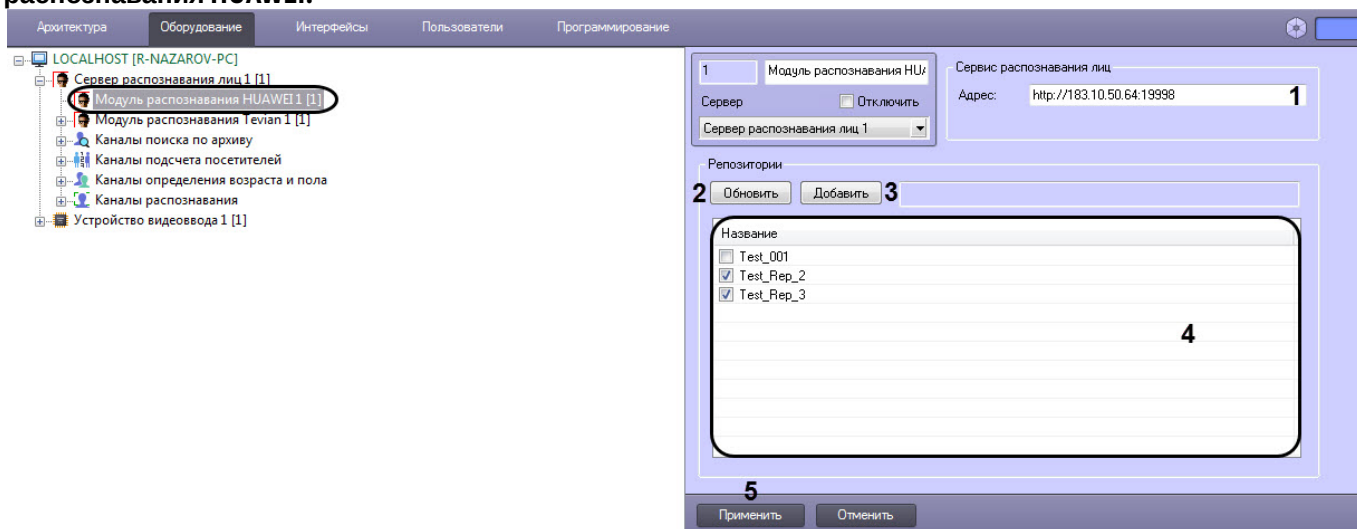 распознавания HUAWEI.
Архитектура Оборудование Интерфейсы Пользователи Программирование
LOCALHOST [R-NAZAROV-PC]
Сервер распознавания лиц 1 [1]
Модуль распознавания HUAWEI 1 [1]
Модуль распознавания Tevian 1 [1]
Каналы поиска по архиву
Каналы подсчета посетителей
Каналы определения возраста и пола
Каналы распознавания
Устройство видеоввода 1 [1]
1 Модуль распознавания HU
Сервер Отключить
Сервер распознавания лиц 1
Сервис распознавания лиц
Адрес: http://183.10.50.64:19998 1
Репозитории
2 Обновить Добавить 3
Название
Test_001
Test_Rep_2
Test_Rep_3
4
5
Применить Отменить